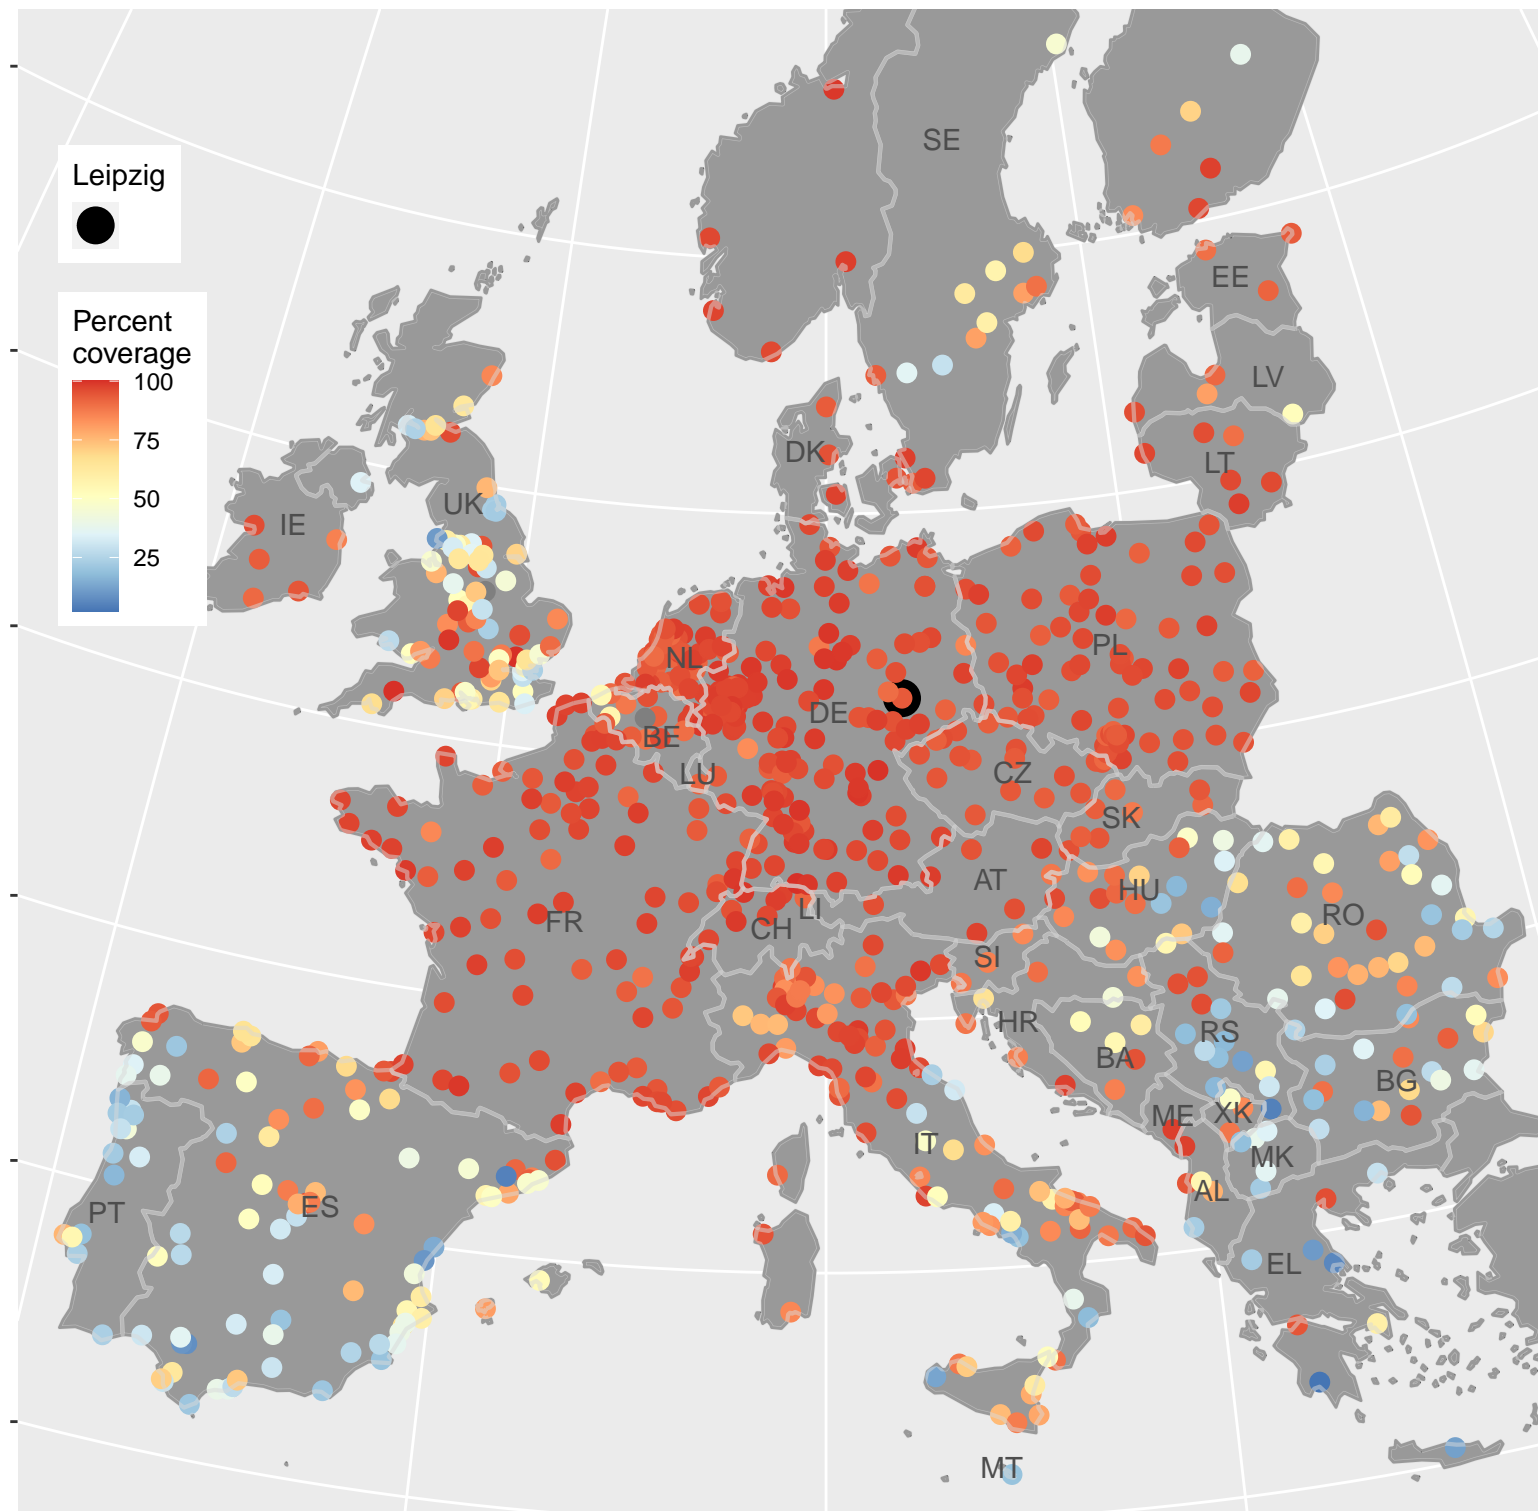 SE
Leipzig
EE
Percent
coverage
100
75
50
25
LV
DK
LT
UK
IE
NL
PL
DE
BE
LU
CZ
SK
AT
HU
LI
RO
FR
CH
SI
HR
RS
BA
BG
ME
XK
IT
MK
AL
ES
PT
EL
MT